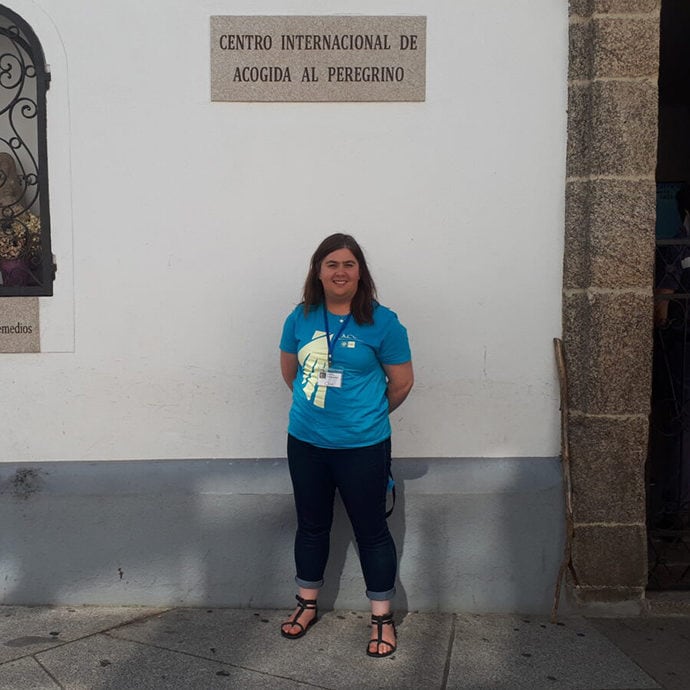 CENTRO INTERNACIONAL DE
ACOGIDA AL PEREGRINO
emedios